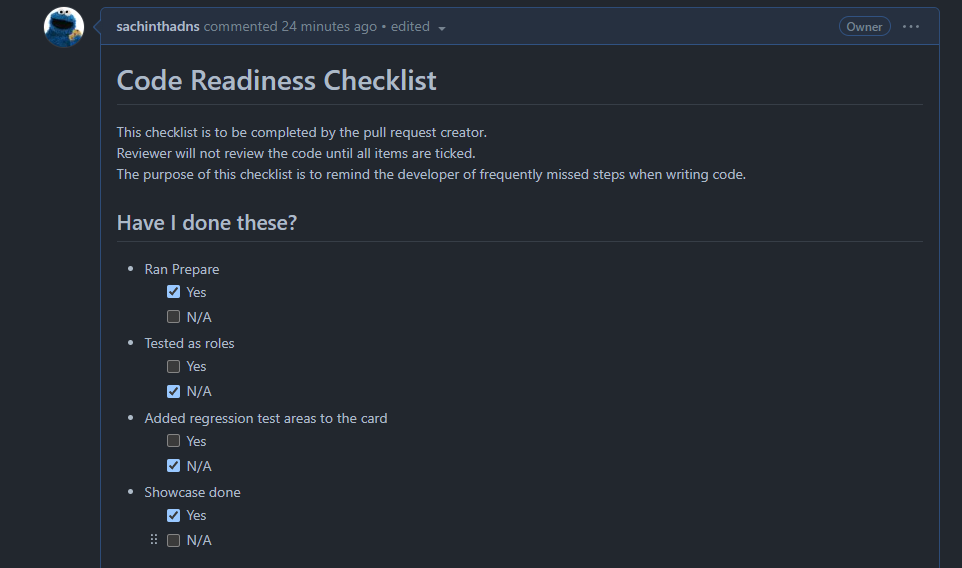 sachinthadns commented 24 minutes ago • edited
Owner
Code Readiness Checklist
This checklist is to be completed by the pull request creator.
Reviewer will not review the code until all items are ticked.
The purpose of this checklist is to remind the developer of frequently missed steps when writing code.
Have I done these?
Ran Prepare
Yes
N/A
Tested as roles
Yes
N/A
Added regression test areas to the card
Yes
N/A
Showcase done
Yes
N/A